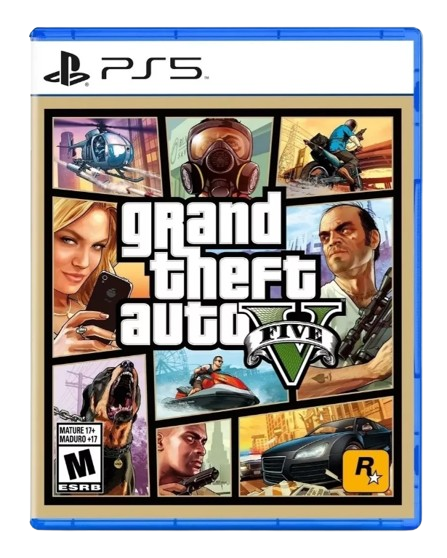 PS5
grand
theft
auto
V
FIVE
MATURE 17+
MADURO +17
M
ESRB
R